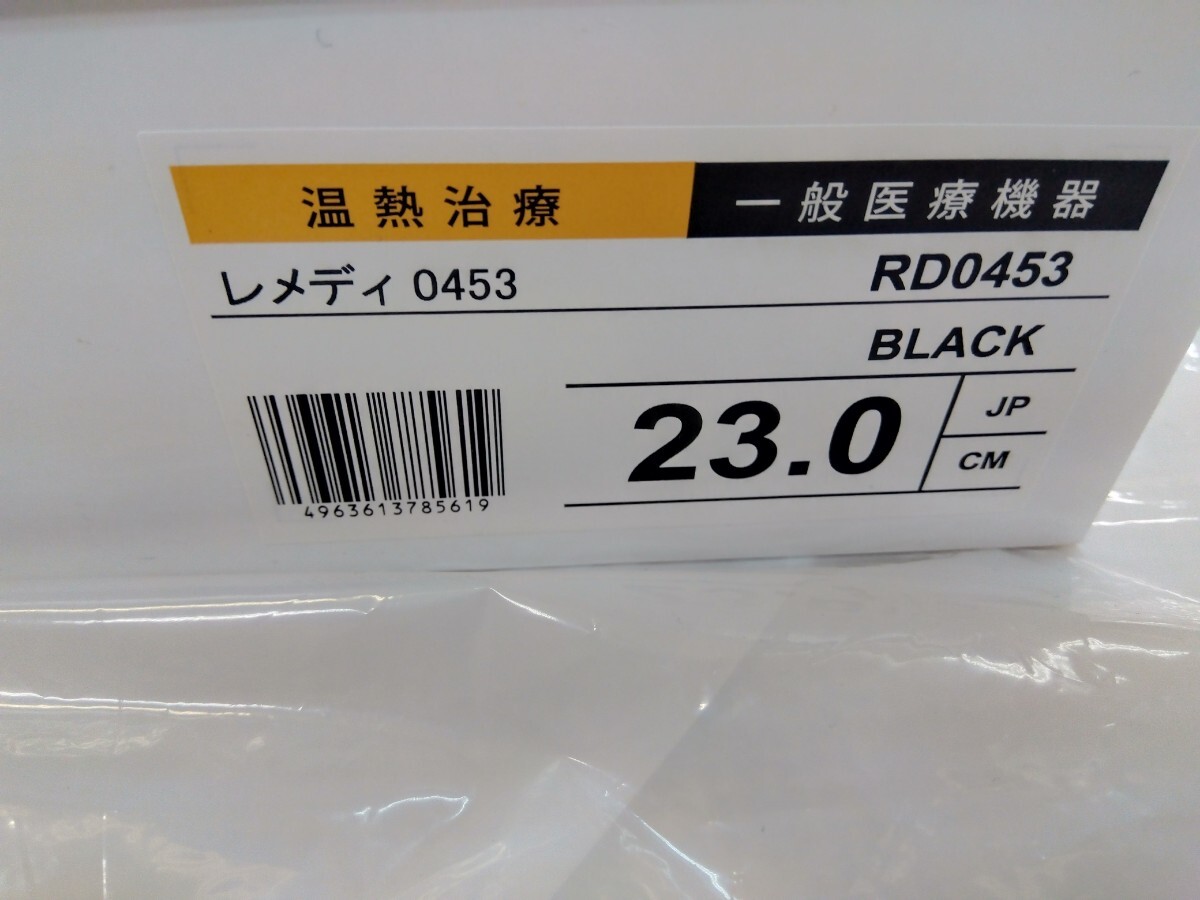 温熱治療 一般医療機器
レメディ 0453 RD0453
BLACK
23.0 JP
CM
4963613785619